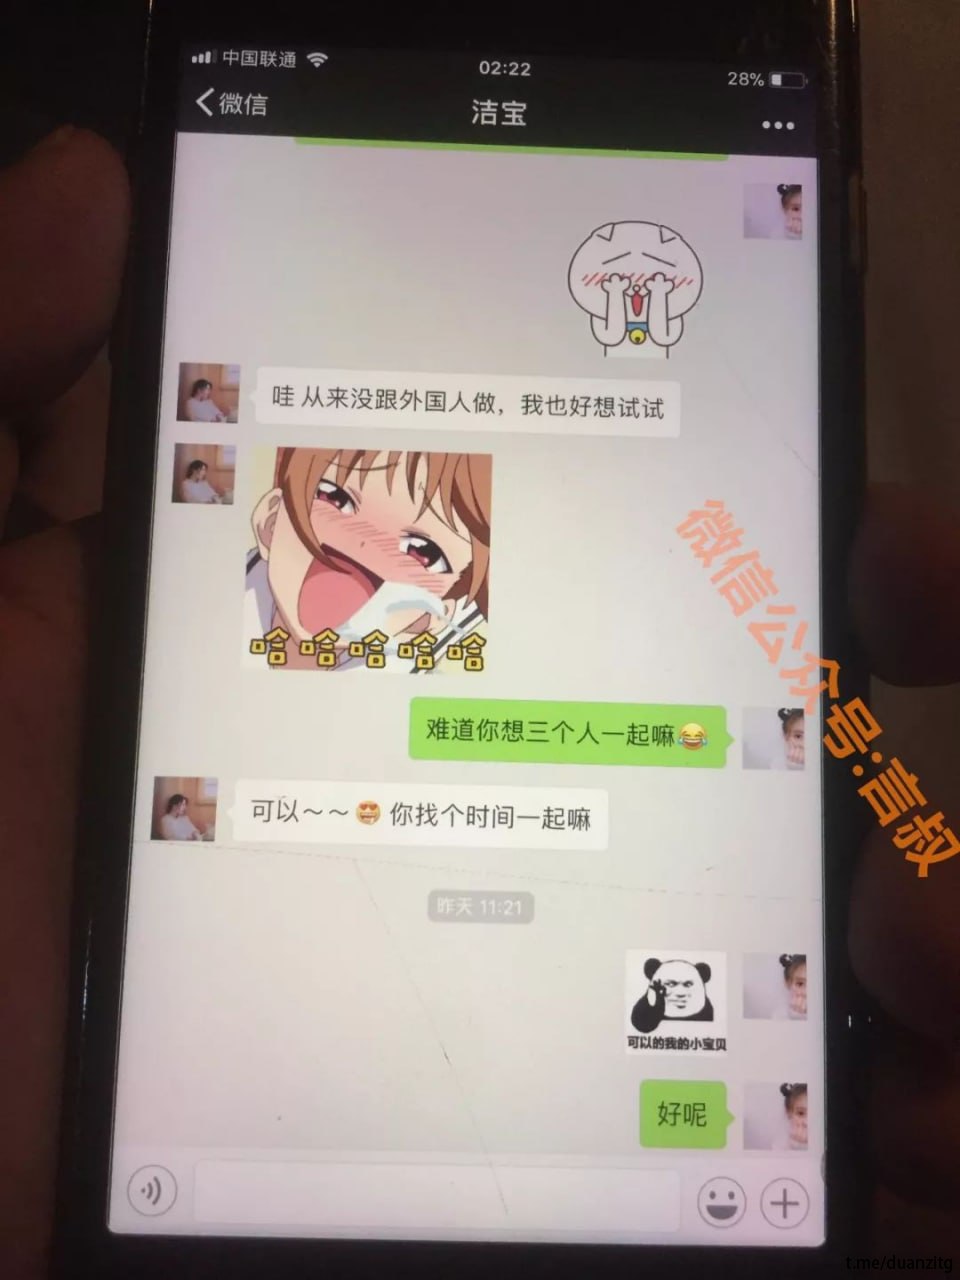 中国联通
02:22
28%
微信
洁宝
哇 从来没跟外国人做，我也好想试试
哈哈哈哈哈
难道你想三个人一起嘛😂
可以～～😍 你找个时间一起嘛
昨天 11:21
可以的我的小宝贝
好呢
微信公众号:言叔
t.me/duanzitg